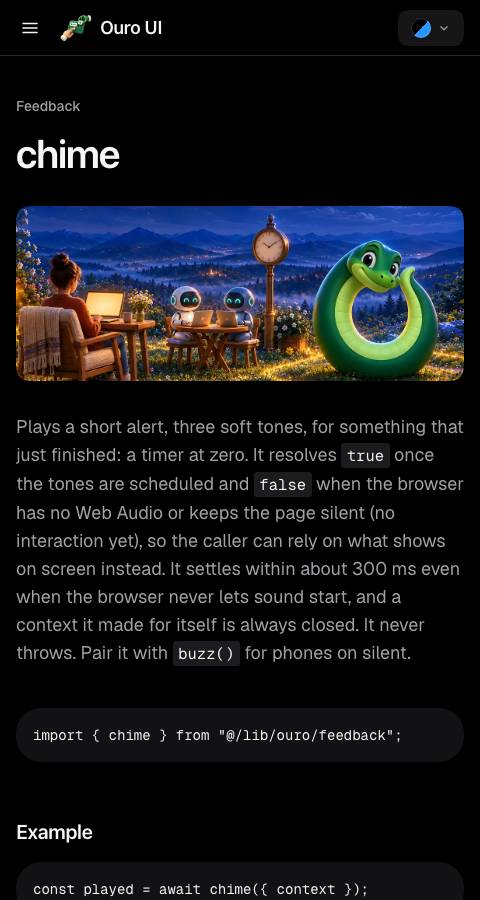 Ouro UI
Feedback
chime
Plays a short alert, three soft tones, for something that
just finished: a timer at zero. It resolves true once
the tones are scheduled and false when the browser
has no Web Audio or keeps the page silent (no
interaction yet), so the caller can rely on what shows
on screen instead. It settles within about 300 ms even
when the browser never lets sound start, and a
context it made for itself is always closed. It never
throws. Pair it with buzz() for phones on silent.
import { chime } from "@/lib/ouro/feedback";
Example
const played = await chime({ context });